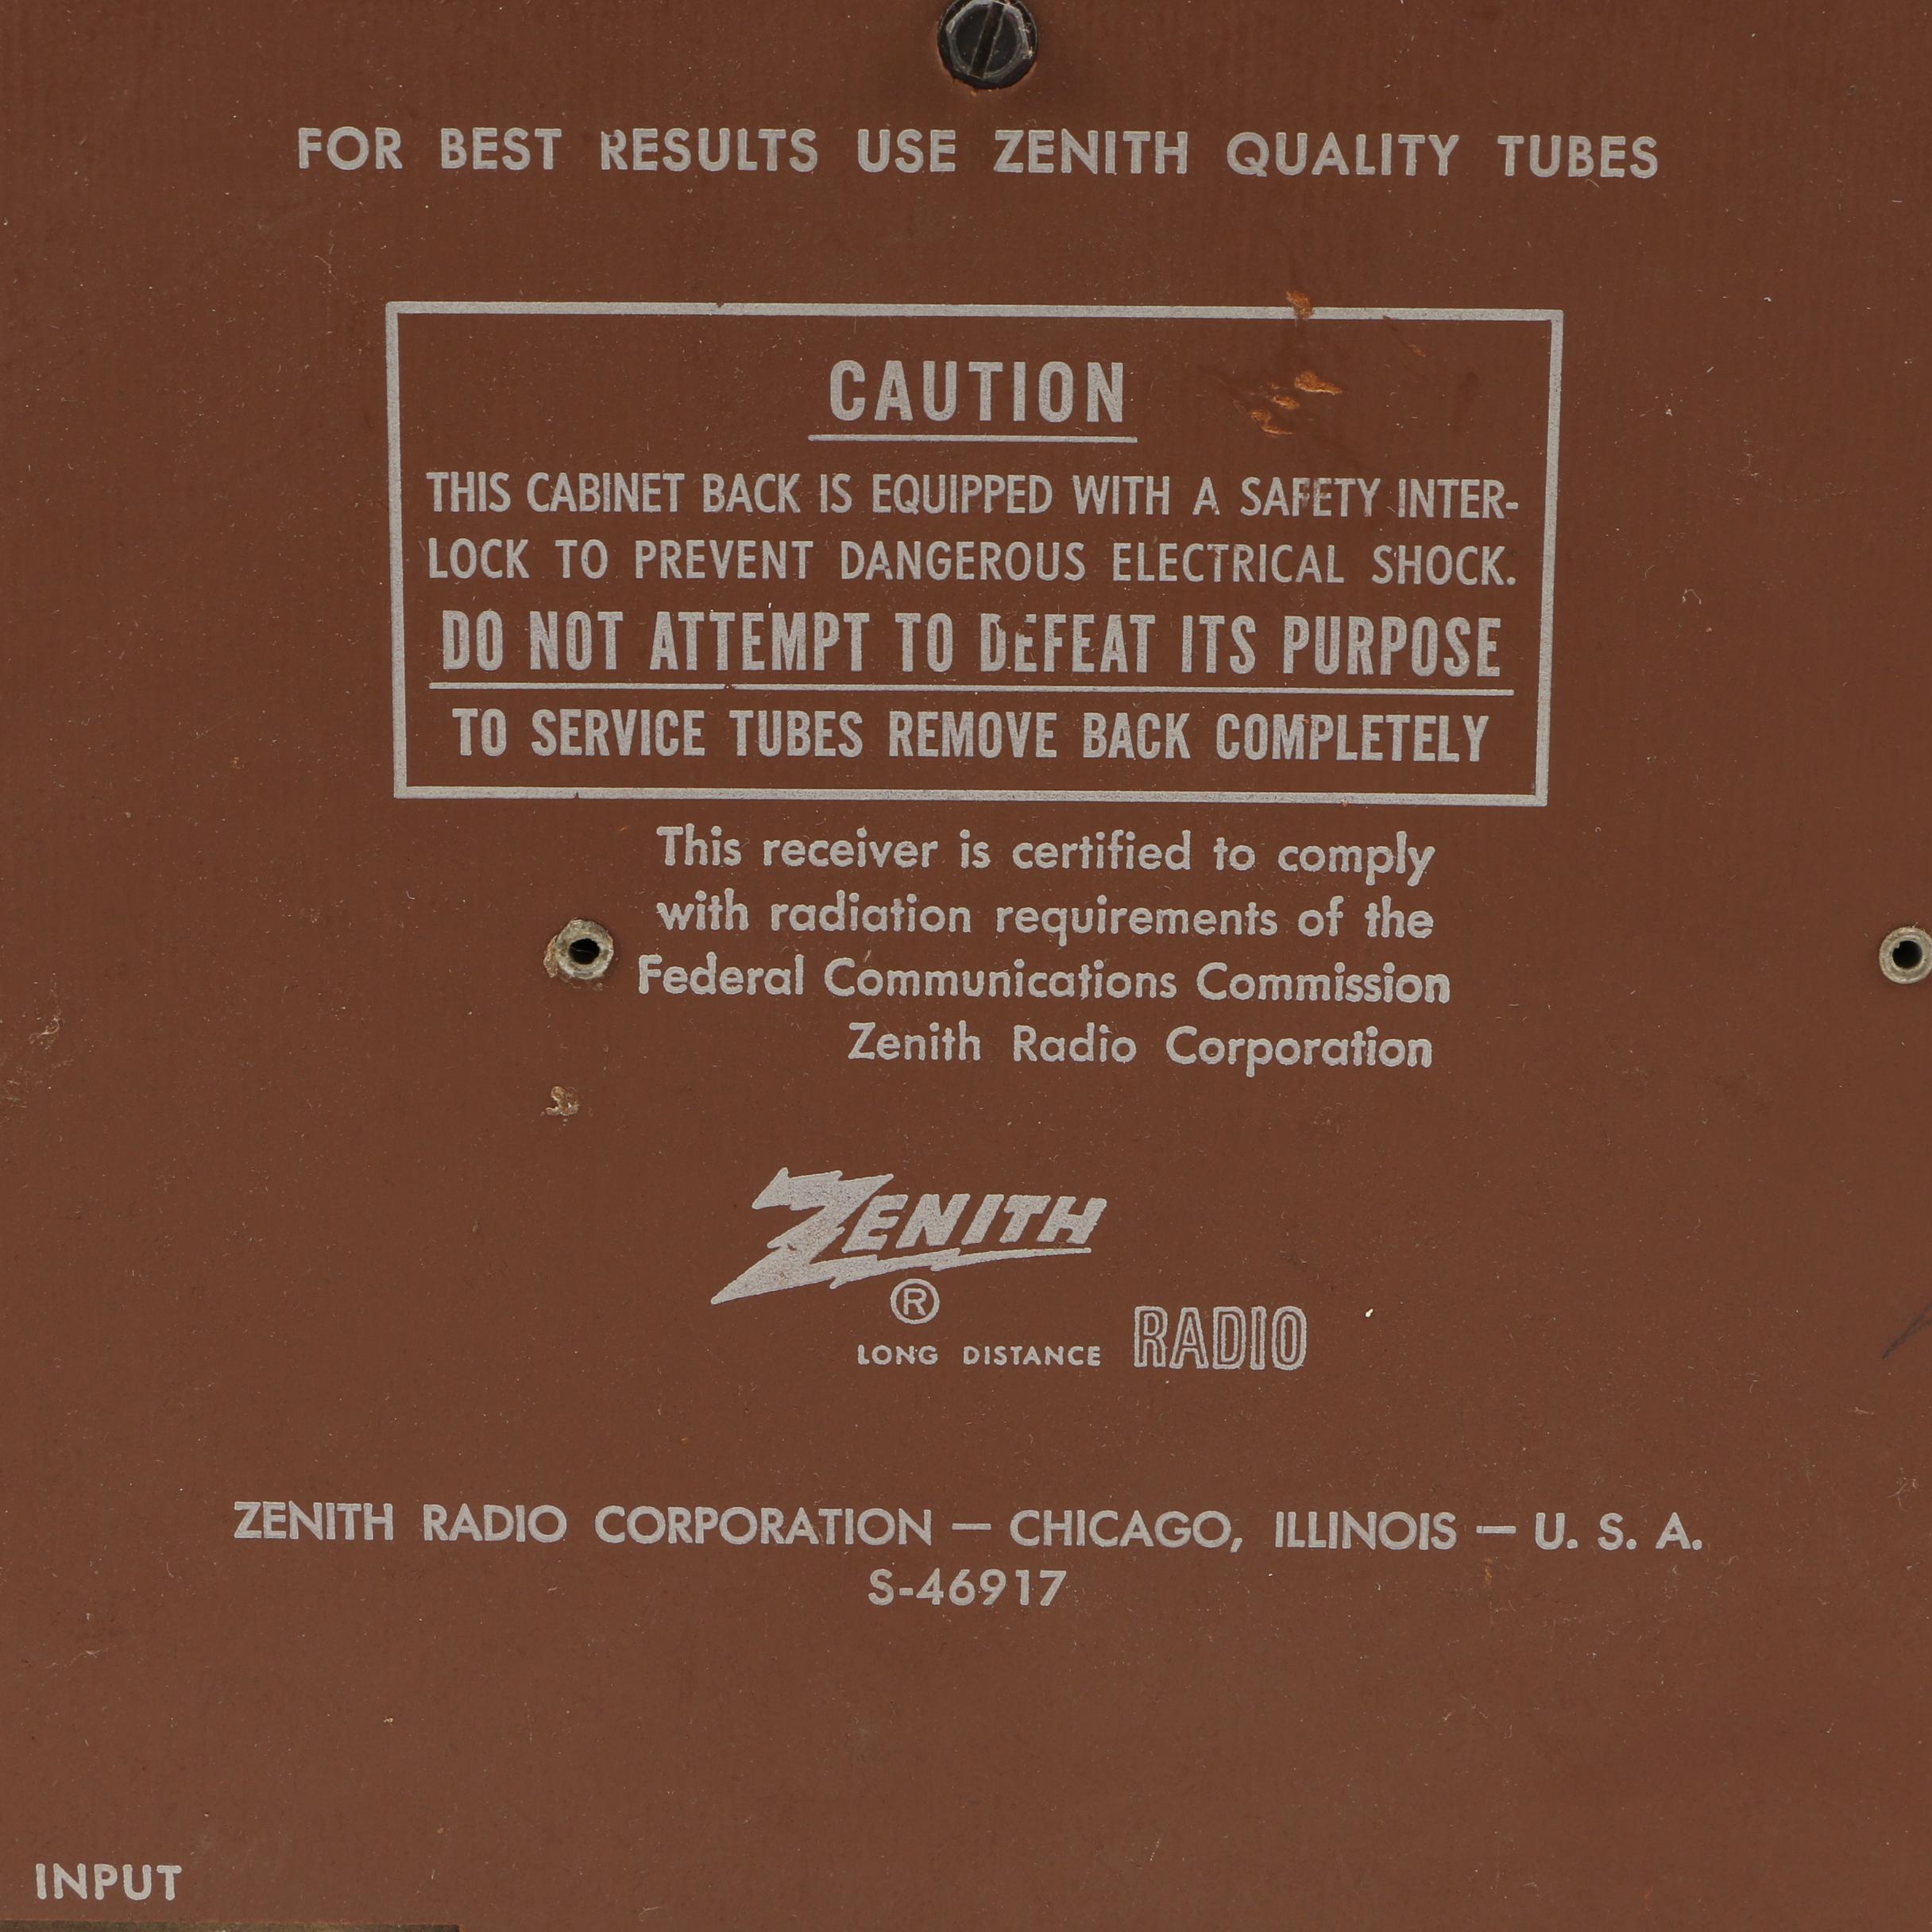 FOR BEST RESULTS USE ZENITH QUALITY TUBES
CAUTION
THIS CABINET BACK IS EQUIPPED WITH A SAFETY INTER-
LOCK TO PREVENT DANGEROUS ELECTRICAL SHOCK.
DO NOT ATTEMPT TO DEFEAT ITS PURPOSE
TO SERVICE TUBES REMOVE BACK COMPLETELY
This receiver is certified to comply
with radiation requirements of the
Federal Communications Commission
Zenith Radio Corporation
ZENITH
®
LONG DISTANCE RADIO
ZENITH RADIO CORPORATION — CHICAGO, ILLINOIS — U. S. A.
S-46917
INPUT